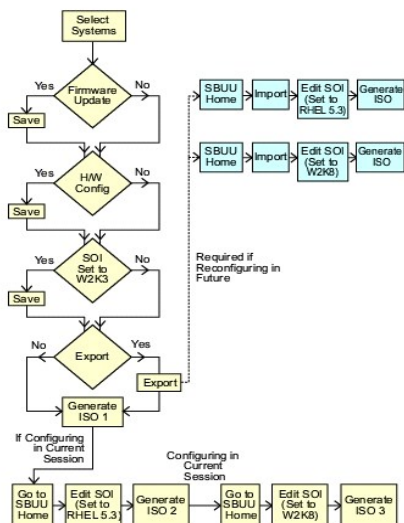 Select
Systems
Yes
No
Firmware
Update
Save
Yes
No
H/W
Config
Save
Yes
No
SOI
Set to
W2K3
Save
No
Yes
Export
Export
Generate
ISO 1
SBUU
Home
Import
Edit SOI
(Set to
RHEL 5.3)
Generate
ISO
SBUU
Home
Import
Edit SOI
(Set to
W2K8)
Generate
ISO
Required if
Reconfiguring in
Future
If Configuring
in Current
Session
Configuring in
Current
Session
Go to
SBUU
Home
Edit SOI
(Set to
RHEL 5.3)
Generate
ISO 2
Go to
SBUU
Home
Edit SOI
(Set to
W2K8)
Generate
ISO 3